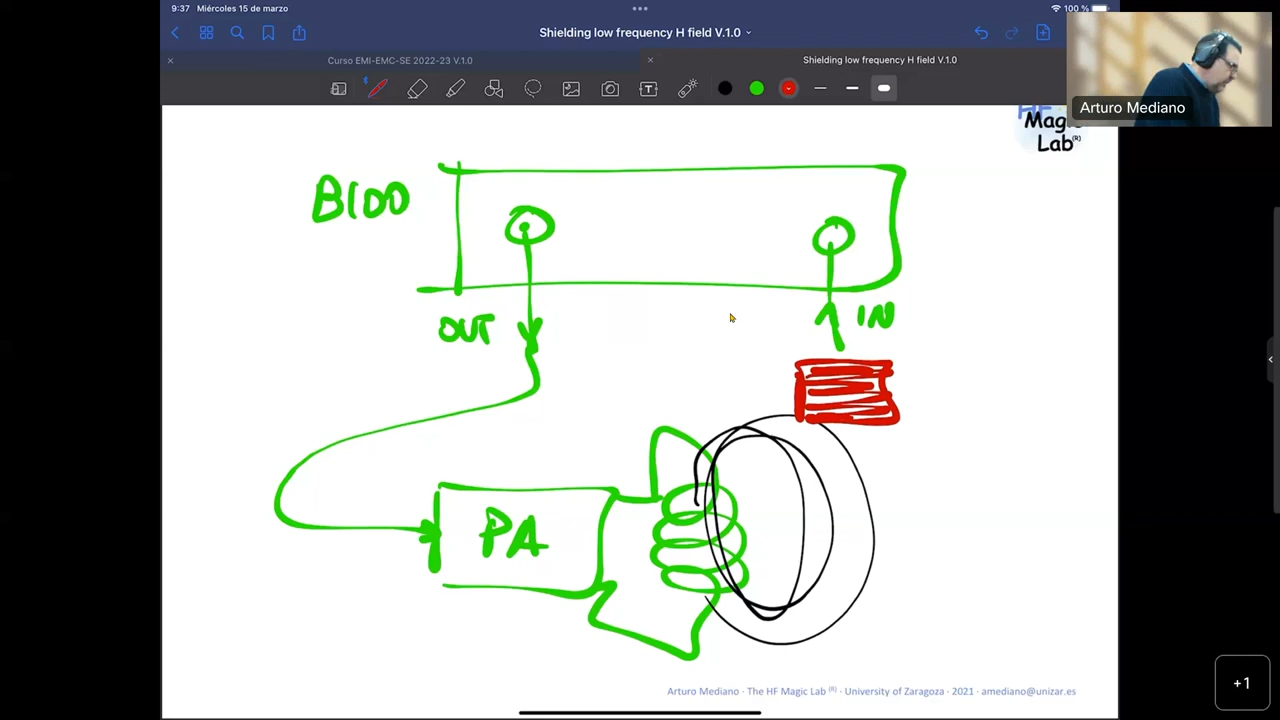 9:37 Miércoles 15 de marzo
100 %
Shielding low frequency H field V.1.0
Curso EMI-EMC-SE 2022-23 V.1.0
Shielding low frequency H field V.1.0
T
Arturo Mediano
HF
Magic
Lab (R)
B100
OUT
IN
PA
Arturo Mediano · The HF Magic Lab (R) · University of Zaragoza · 2021 · amediano@unizar.es
+1